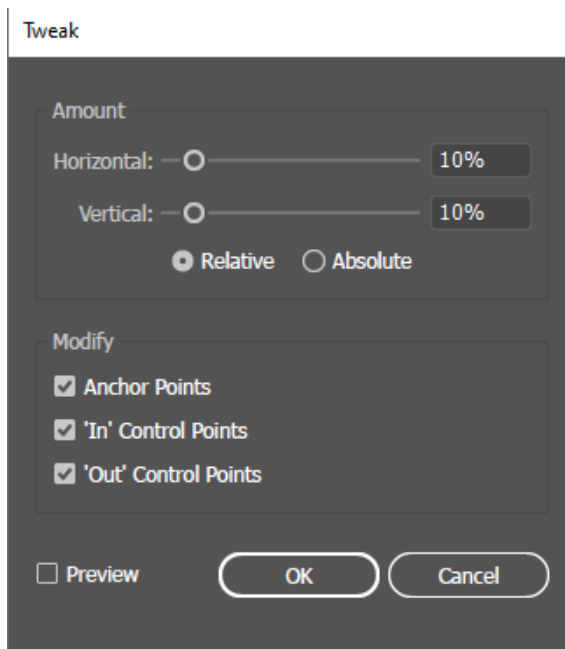 Tweak
Amount
Horizontal: 10%
Vertical: 10%
Relative Absolute
Modify
Anchor Points
'In' Control Points
'Out' Control Points
Preview OK Cancel